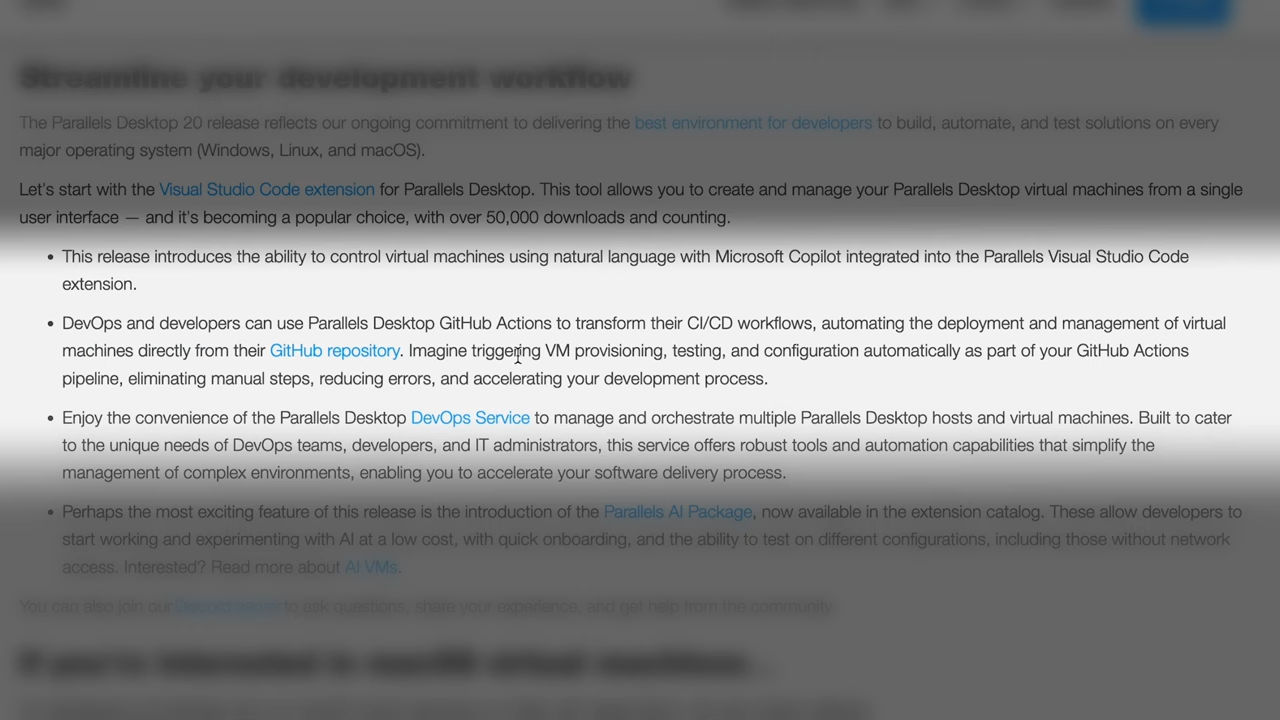 Streamline your development workflow
The Parallels Desktop 20 release reflects our ongoing commitment to delivering the best environment for developers to build, automate, and test solutions on every
major operating system (Windows, Linux, and macOS).
Let's start with the Visual Studio Code extension for Parallels Desktop. This tool allows you to create and manage your Parallels Desktop virtual machines from a single
user interface — and it's becoming a popular choice, with over 50,000 downloads and counting.
• This release introduces the ability to control virtual machines using natural language with Microsoft Copilot integrated into the Parallels Visual Studio Code
extension.
• DevOps and developers can use Parallels Desktop GitHub Actions to transform their CI/CD workflows, automating the deployment and management of virtual
machines directly from their GitHub repository. Imagine triggering VM provisioning, testing, and configuration automatically as part of your GitHub Actions
pipeline, eliminating manual steps, reducing errors, and accelerating your development process.
• Enjoy the convenience of the Parallels Desktop DevOps Service to manage and orchestrate multiple Parallels Desktop hosts and virtual machines. Built to cater
to the unique needs of DevOps teams, developers, and IT administrators, this service offers robust tools and automation capabilities that simplify the
management of complex environments, enabling you to accelerate your software delivery process.
• Perhaps the most exciting feature of this release is the introduction of the Parallels AI Package, now available in the extension catalog. These allow developers to
start working and experimenting with AI at a low cost, with quick onboarding, and the ability to test on different configurations, including those without network
access. Interested? Read more about AI VMs.
You can also join our to ask questions, share your experience, and get help from the community
If you're interested in macOS virtual machines...